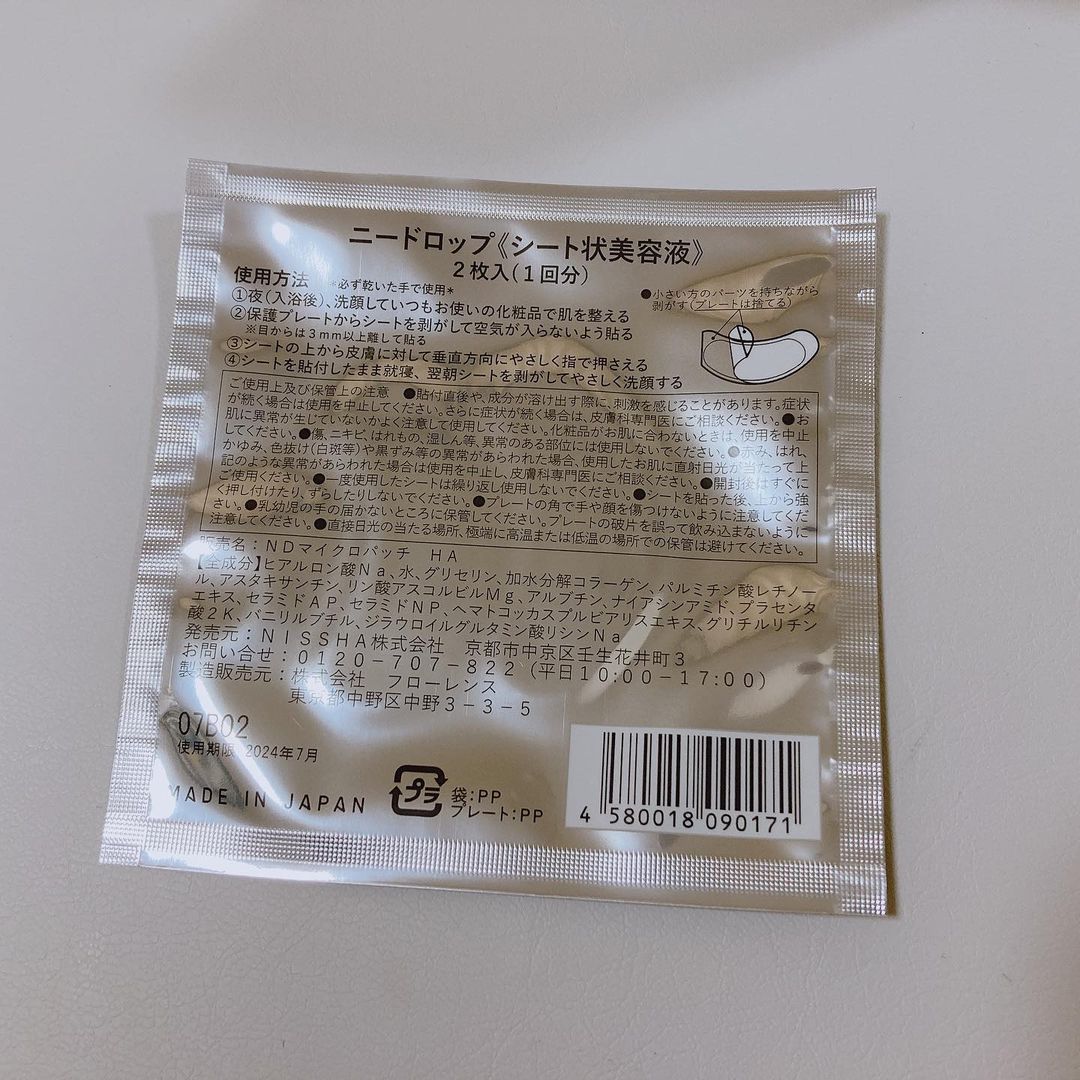 ニードロップ《シート状美容液》
2枚入(1回分)
使用方法 *必ず乾いた手で使用*
①夜(入浴後)、洗顔していつもお使いの化粧品で肌を整える
②保護プレートからシートを剥がして空気が入らないよう貼る
※目からは3mm以上離して貼る
③シートの上から皮膚に対して垂直方向にやさしく指で押さえる
④シートを貼付したまま就寝、翌朝シートを剥がしてやさしく洗顔する
●小さい方のパーツを持ちながら
剥がす(プレートは捨てる)
ご使用上及び保管上の注意 ●貼付直後や、成分が溶け出す際に、刺激を感じることがあります。症状
が続く場合は使用を中止してください。さらに症状が続く場合は、皮膚科専門医にご相談ください。●お
肌に異常が生じていないかよく注意して使用してください。化粧品がお肌に合わないときは、使用を中止
してください。●傷、ニキビ、はれもの、湿しん等、異常のある部位には使用しないでください。●赤み、はれ、
かゆみ、色抜け(白斑等)や黒ずみ等の異常があらわれた場合、使用したお肌に直射日光が当たって上
記のような異常があらわれた場合は使用を中止し、皮膚科専門医にご相談ください。●開封後はすぐに
ご使用ください。●一度使用したシートは繰り返し使用しないでください。●シートを貼った後、上から強
く押し付けたり、ずらしたりしないでください。●プレートの角で手や顔を傷つけないように注意してくだ
さい。●乳幼児の手の届かないところに保管してください。プレートの破片を誤って飲み込まないように
注意してください。●直接日光の当たる場所、極端に高温または低温の場所での保管は避けてください。
販売名:NDマイクロパッチ HA
【全成分】ヒアルロン酸Na、水、グリセリン、加水分解コラーゲン、パルミチン酸レチノー
ル、アスタキサンチン、リン酸アスコルビルMg、アルブチン、ナイアシンアミド、プラセンタ
エキス、セラミドAP、セラミドNP、ヘマトコッカスプルビアリスエキス、グリチルリチン
酸2K、バニリルブチル、ジラウロイルグルタミン酸リシンNa
発売元:NISSHA株式会社 京都市中京区壬生花井町3
お問い合せ:0120-707-822(平日10:00-17:00)
製造販売元:株式会社 フローレンス
東京都中野区中野3-3-5
07B02
使用期限 2024年7月
MADE IN JAPAN
プラ
袋:PP
プレート:PP
4 580018 090171